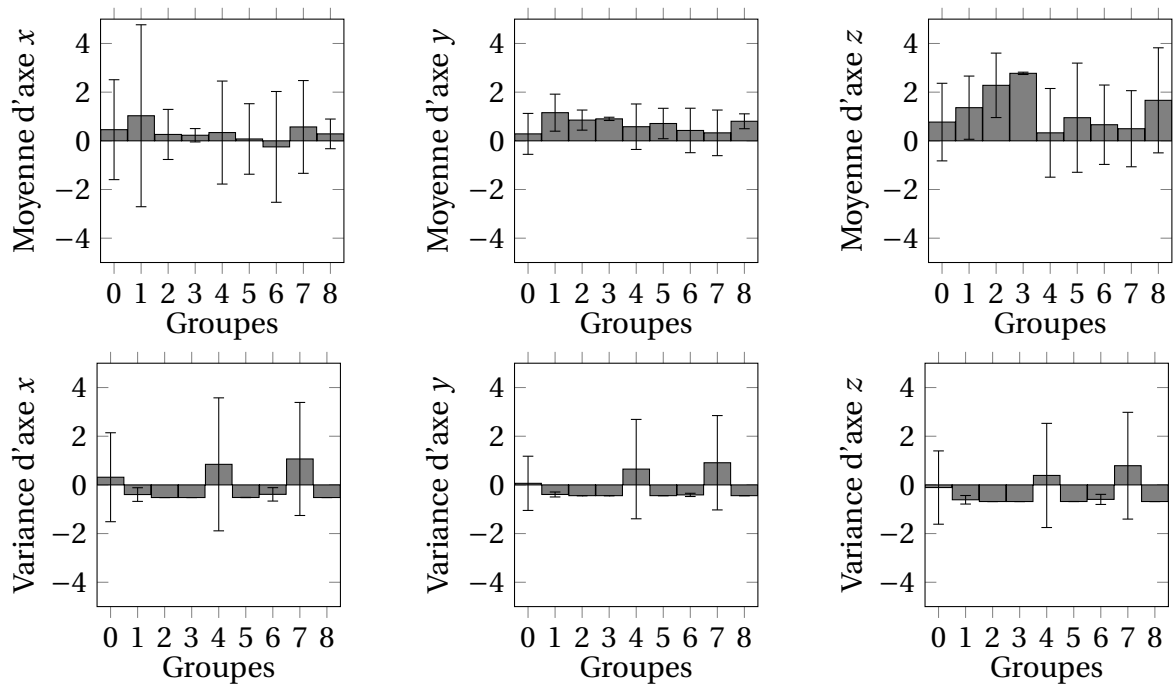 Moyenne d'axe x
4
2
0
−2
−4
0 1 2 3 4 5 6 7 8
Groupes
Moyenne d'axe y
4
2
0
−2
−4
0 1 2 3 4 5 6 7 8
Groupes
Moyenne d'axe z
4
2
0
−2
−4
0 1 2 3 4 5 6 7 8
Groupes
Variance d'axe x
4
2
0
−2
−4
0 1 2 3 4 5 6 7 8
Groupes
Variance d'axe y
4
2
0
−2
−4
0 1 2 3 4 5 6 7 8
Groupes
Variance d'axe z
4
2
0
−2
−4
0 1 2 3 4 5 6 7 8
Groupes